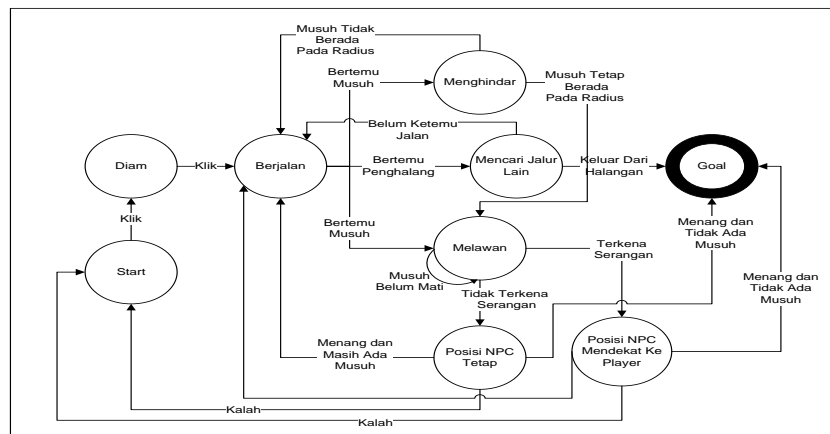 Musuh Tidak
Berada
Pada Radius
Bertemu
Musuh
Menghindar
Musuh Tetap
Berada
Pada Radius
Belum Ketemu
Jalan
Diam
Klik
Berjalan
Bertemu
Penghalang
Mencari Jalur
Lain
Keluar Dari
Halangan
Goal
Klik
Bertemu
Musuh
Melawan
Terkena
Serangan
Menang dan
Tidak Ada
Musuh
Start
Musuh
Belum Mati
Tidak Terkena
Serangan
Menang dan
Tidak Ada
Musuh
Menang dan
Masih Ada
Musuh
Posisi NPC
Tetap
Posisi NPC
Mendekat Ke
Player
Kalah
Kalah